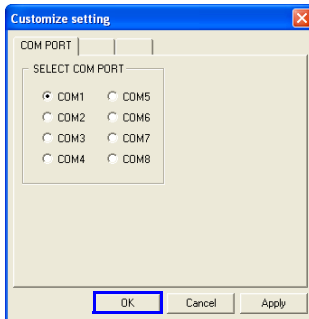 Customize setting
COM PORT
SELECT COM PORT
COM1 COM5
COM2 COM6
COM3 COM7
COM4 COM8
OK Cancel Apply